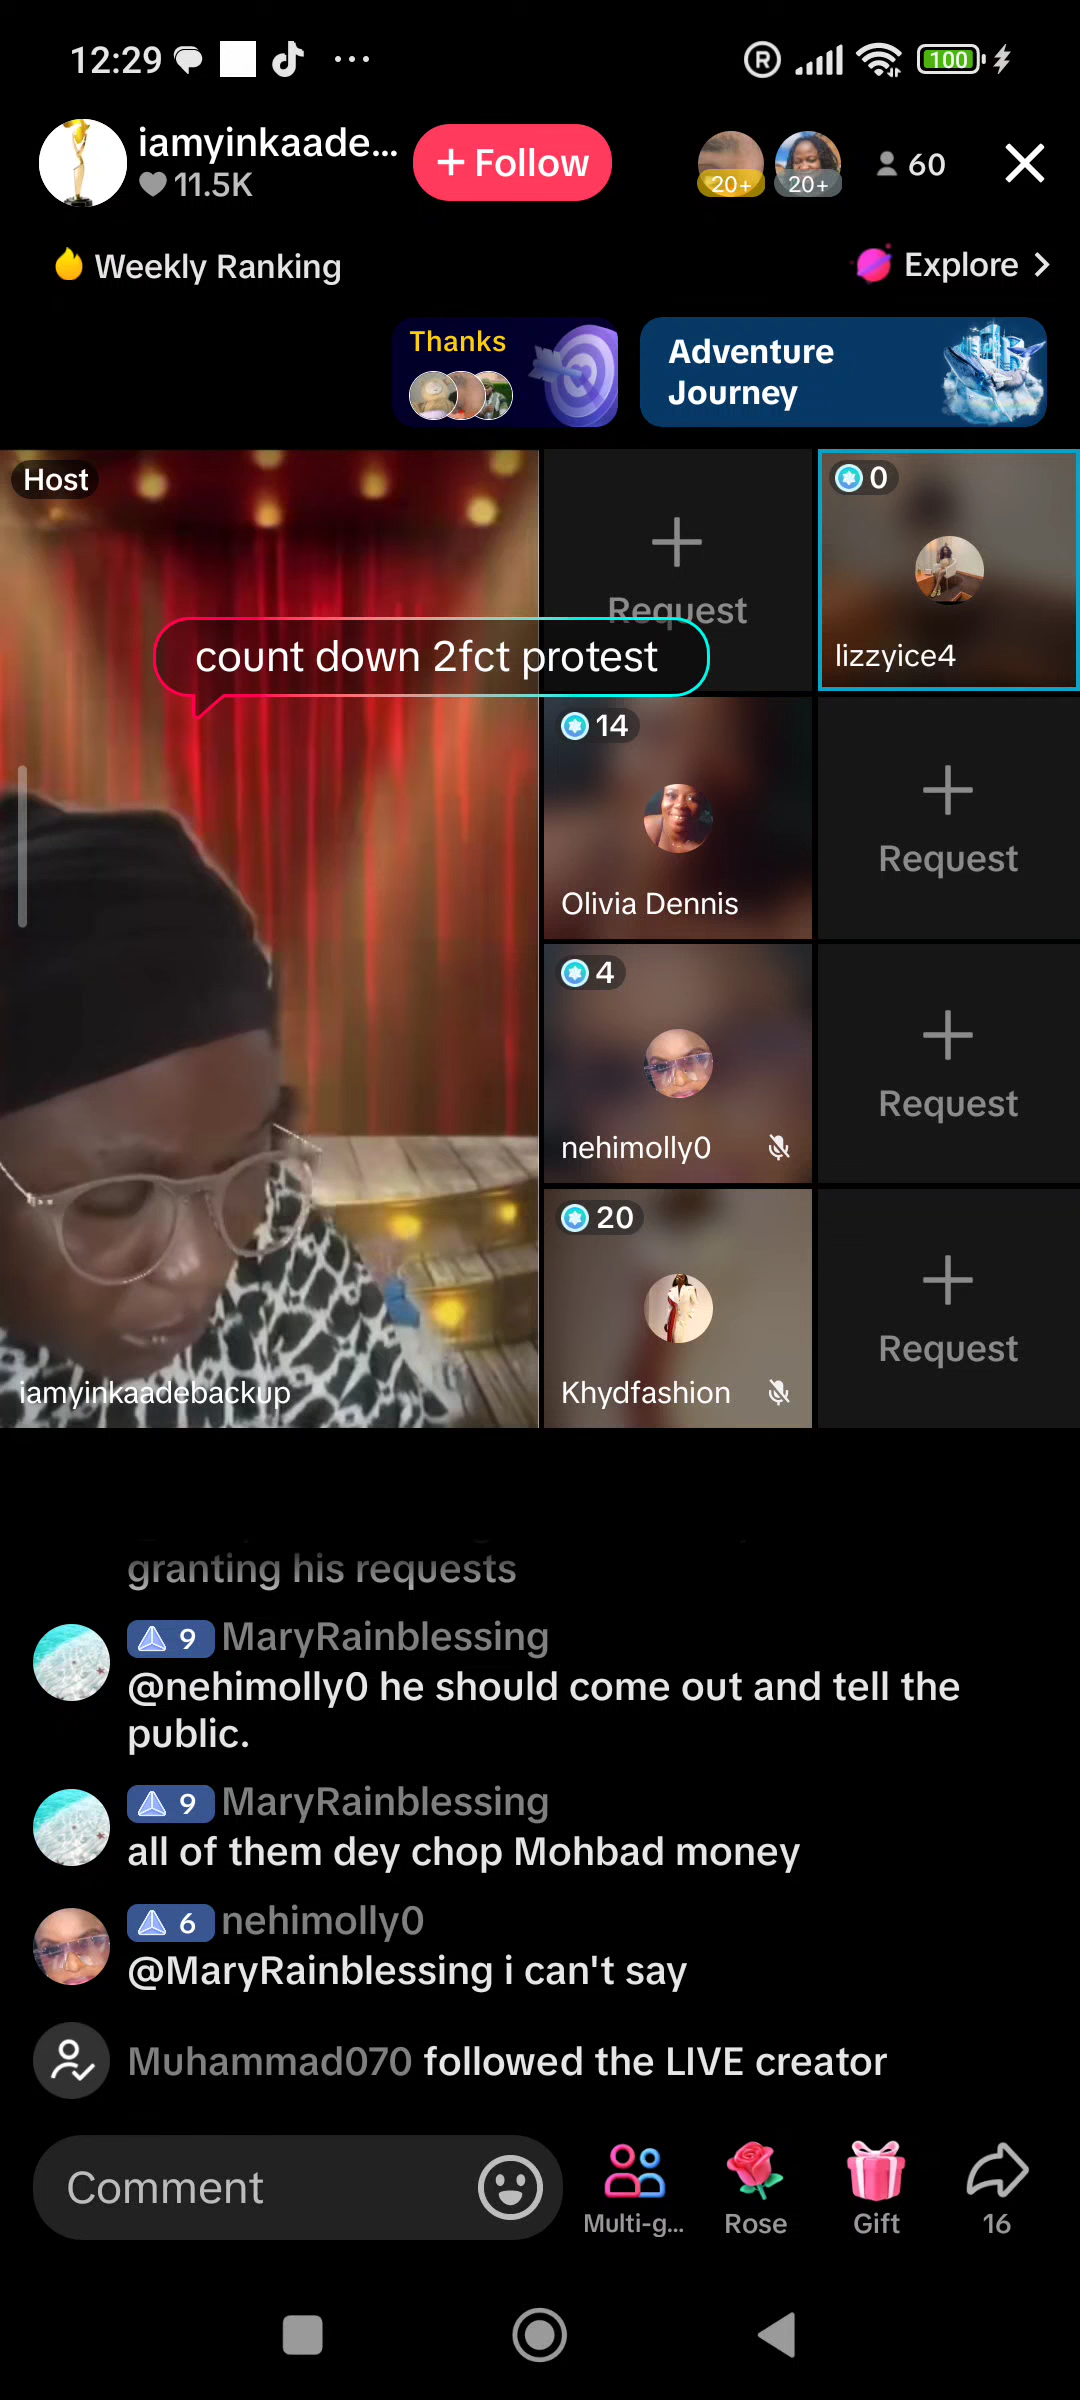 12:29
R
100
iamyinkaade...
11.5K
+ Follow
20+
20+
60
Weekly Ranking
Explore
Thanks
Adventure
Journey
Host
Request
0
lizzyice4
count down 2fct protest
14
Olivia Dennis
Request
4
nehimolly0
Request
20
Khydfashion
Request
iamyinkaadebackup
granting his requests
9 MaryRainblessing
@nehimolly0 he should come out and tell the
public.
9 MaryRainblessing
all of them dey chop Mohbad money
6 nehimolly0
@MaryRainblessing i can't say
Muhammad070 followed the LIVE creator
Comment
Multi-g...
Rose
Gift
16